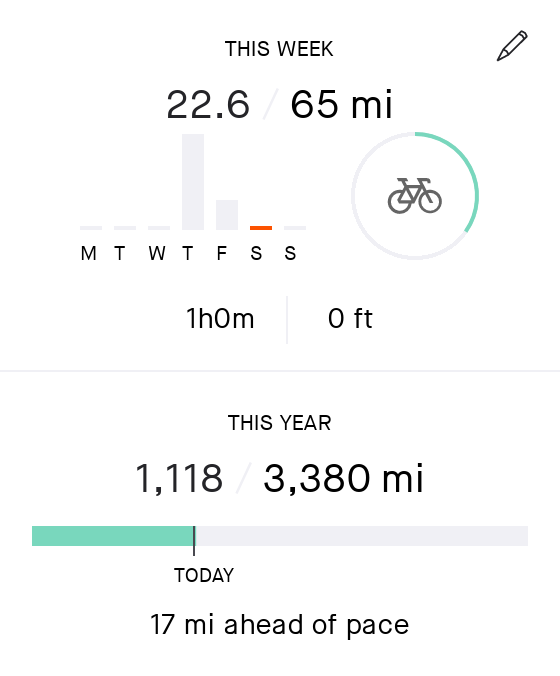 THIS WEEK
22.6 / 65 mi
M T W T F S S
1h0m 0 ft
THIS YEAR
1,118 / 3,380 mi
TODAY
17 mi ahead of pace